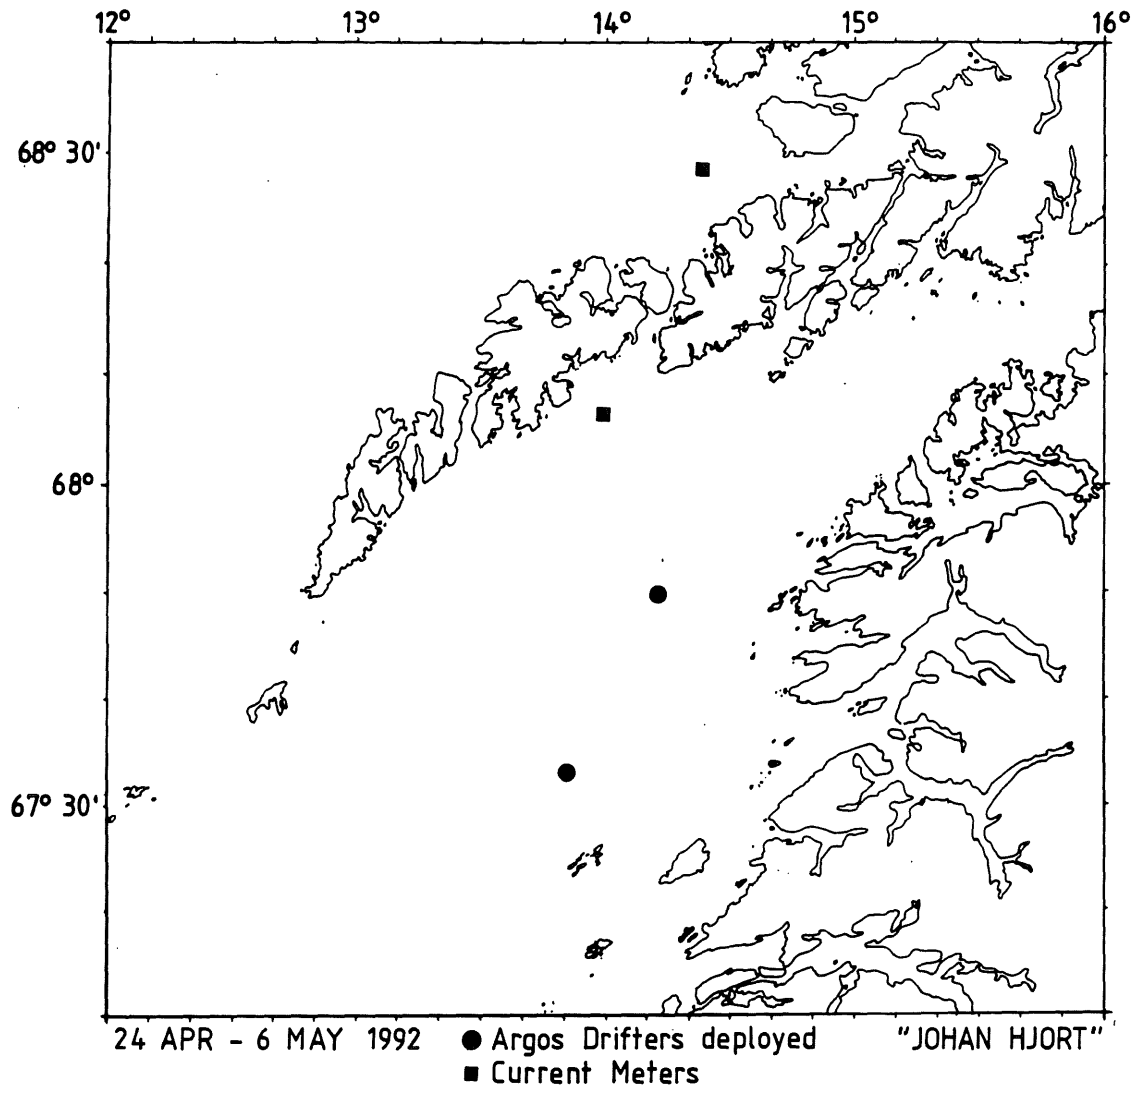 12° 13° 14° 15° 16°
68° 30'
68°
67° 30'
24 APR - 6 MAY 1992 ● Argos Drifters deployed "JOHAN HJORT"
■ Current Meters